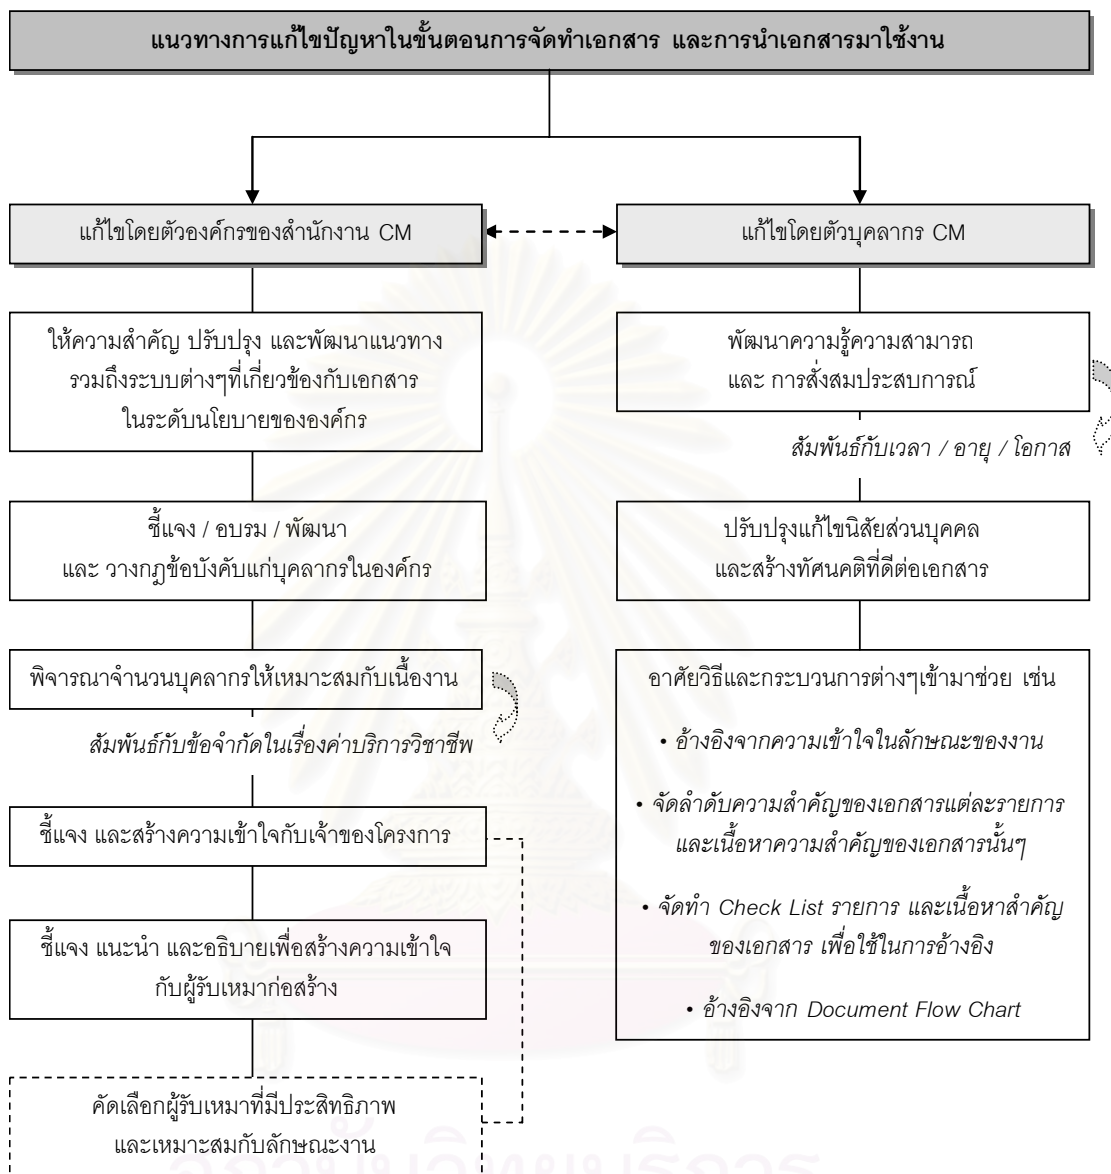 แนวทางการแก้ไขปัญหาในขั้นตอนการจัดทำเอกสาร และการนำเอกสารมาใช้งาน
แก้ไขโดยตัวองค์กรของสำนักงาน CM
ให้ความสำคัญ ปรับปรุง และพัฒนาแนวทาง
รวมถึงระบบต่างๆที่เกี่ยวข้องกับเอกสาร
ในระดับนโยบายขององค์กร
ชี้แจง / อบรม / พัฒนา
และ วางกฎข้อบังคับแก่บุคลากรในองค์กร
พิจารณาจำนวนบุคลากรให้เหมาะสมกับเนื้องาน
สัมพันธ์กับข้อจำกัดในเรื่องค่าบริการวิชาชีพ
ชี้แจง และสร้างความเข้าใจกับเจ้าของโครงการ
ชี้แจง แนะนำ และอธิบายเพื่อสร้างความเข้าใจ
กับผู้รับเหมาก่อสร้าง
คัดเลือกผู้รับเหมาที่มีประสิทธิภาพ
และเหมาะสมกับลักษณะงาน
แก้ไขโดยตัวบุคลากร CM
พัฒนาความรู้ความสามารถ
และ การสั่งสมประสบการณ์
สัมพันธ์กับเวลา / อายุ / โอกาส
ปรับปรุงแก้ไขนิสัยส่วนบุคคล
และสร้างทัศนคติที่ดีต่อเอกสาร
อาศัยวิธีและกระบวนการต่างๆเข้ามาช่วย เช่น
• อ้างอิงจากความเข้าใจในลักษณะของงาน
• จัดลำดับความสำคัญของเอกสารแต่ละรายการ
และเนื้อหาความสำคัญของเอกสารนั้นๆ
• จัดทำ Check List รายการ และเนื้อหาสำคัญ
ของเอกสาร เพื่อใช้ในการอ้างอิง
• อ้างอิงจาก Document Flow Chart
สถาบันวิทยบริการ